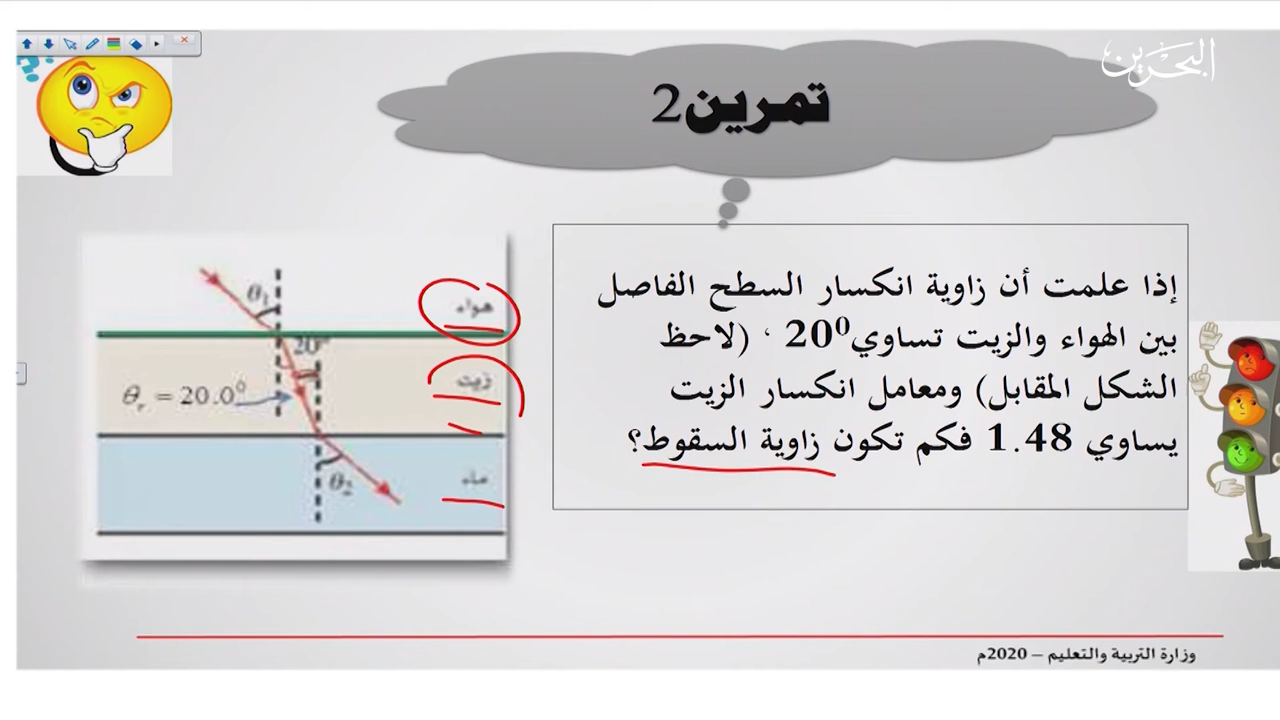 البحرين
تمرين2
إذا علمت أن زاوية انكسار السطح الفاصل
بين الهواء والزيت تساوي20⁰ ، (لاحظ
الشكل المقابل) ومعامل انكسار الزيت
يساوي 1.48 فكم تكون زاوية السقوط؟
θ1
هواء
20°
زيت
θr = 20.0⁰
ماء
θ2
وزارة التربية والتعليم – 2020م